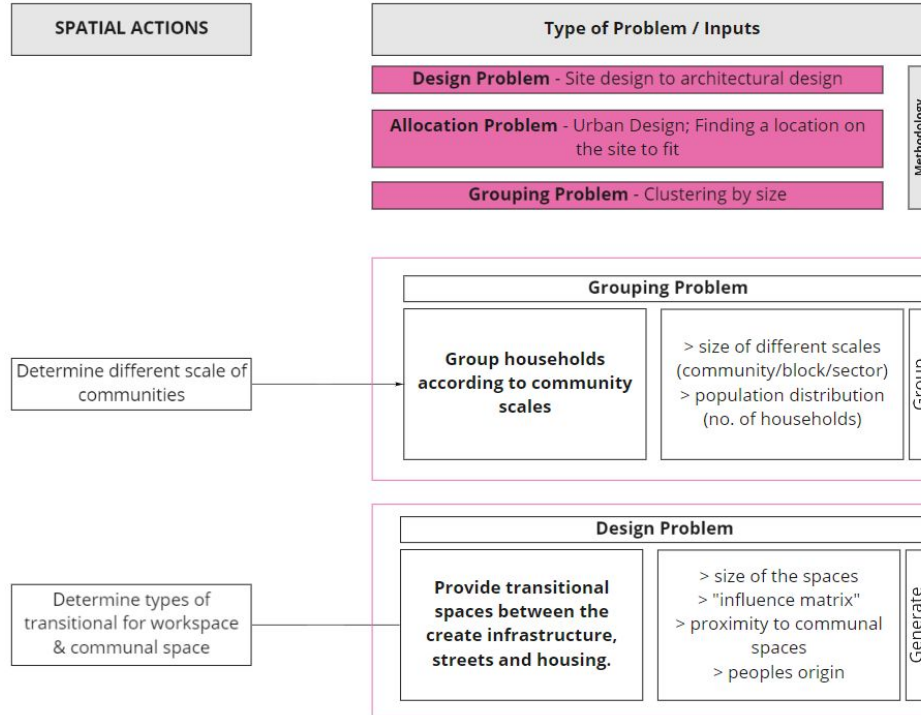 SPATIAL ACTIONS
Type of Problem / Inputs
Design Problem - Site design to architectural design
Allocation Problem - Urban Design; Finding a location on
the site to fit
Grouping Problem - Clustering by size
Methodology
Grouping Problem
Determine different scale of
communities
Group households
according to community
scales
> size of different scales
(community/block/sector)
> population distribution
(no. of households)
Group
Design Problem
Determine types of
transitional for workspace
& communal space
Provide transitional
spaces between the
create infrastructure,
streets and housing.
> size of the spaces
> "influence matrix"
> proximity to communal
spaces
> peoples origin
Generate